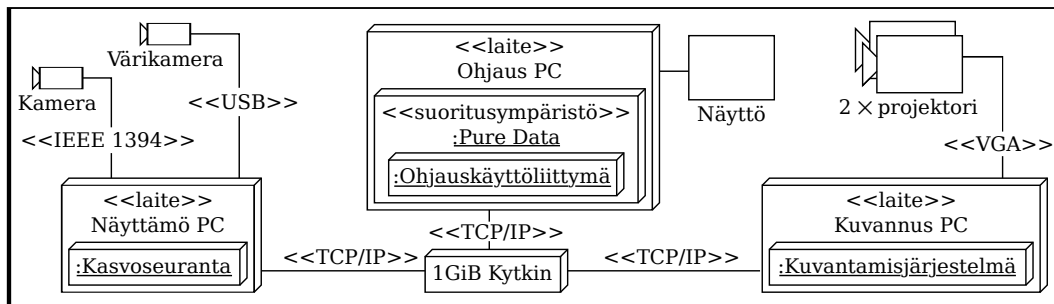 Värikamera
Kamera
<<USB>>
<<IEEE 1394>>
<<laite>>
Näyttämö PC
:Kasvoseuranta
<<TCP/IP>>
<<laite>>
Ohjaus PC
<<suoritusympäristö>>
:Pure Data
:Ohjauskäyttöliittymä
<<TCP/IP>>
1GiB Kytkin
Näyttö
<<TCP/IP>>
2 × projektori
<<VGA>>
<<laite>>
Kuvannus PC
:Kuvantamisjärjestelmä